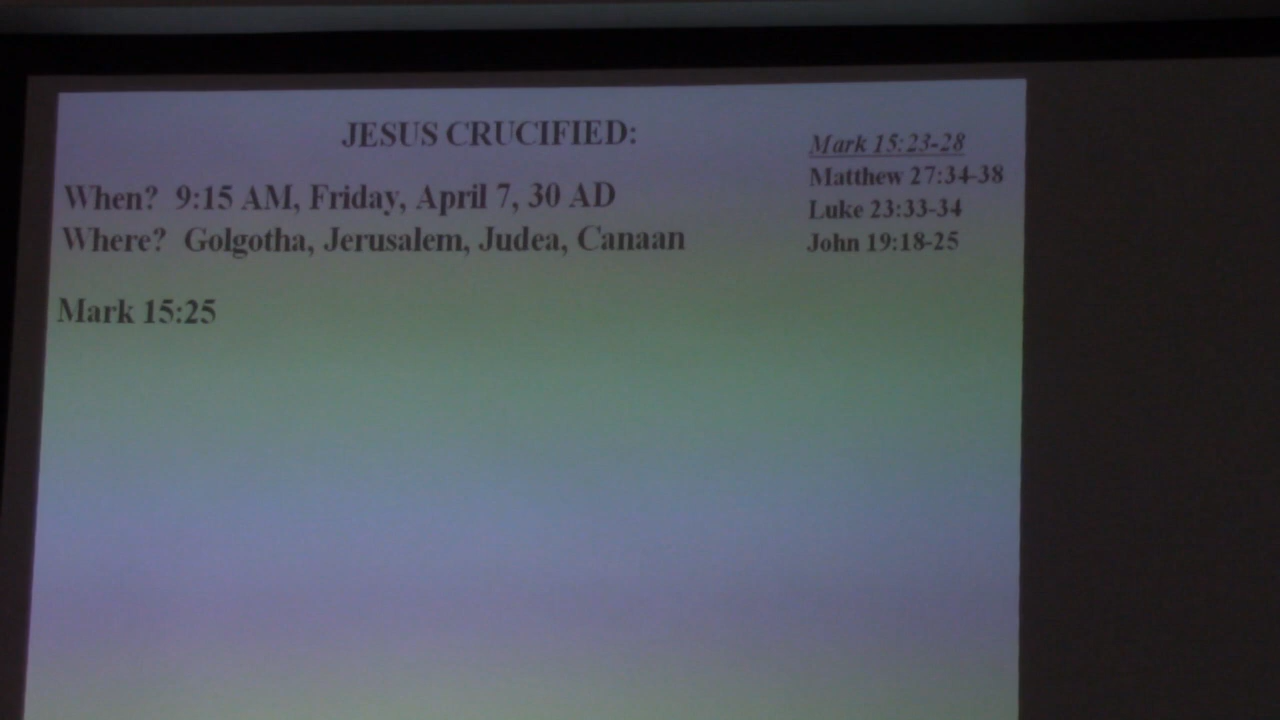 JESUS CRUCIFIED:
When? 9:15 AM, Friday, April 7, 30 AD
Where? Golgotha, Jerusalem, Judea, Canaan
Mark 15:25
Mark 15:23-28
Matthew 27:34-38
Luke 23:33-34
John 19:18-25